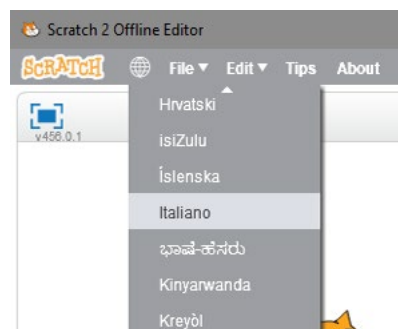 Scratch 2 Offline Editor
SCRATCH File ▼ Edit ▼ Tips About
v456.0.1
Hrvatski
isiZulu
Íslenska
Italiano
ಭಾಷೆ-ಹೆಸರು
Kinyarwanda
Kreyòl